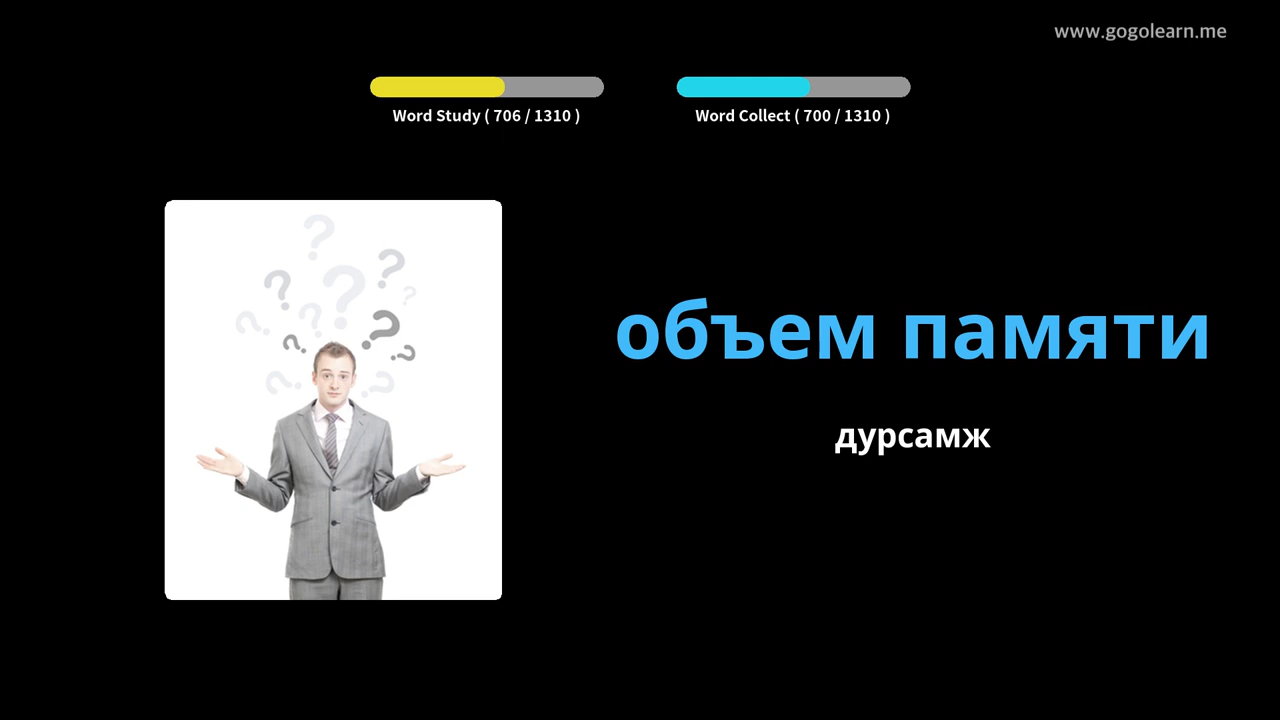 www.gogolearn.me
Word Study ( 706 / 1310 )
Word Collect ( 700 / 1310 )
? ? ? ? ? ? ? ? ? ? ? ?
объем памяти
дурсамж